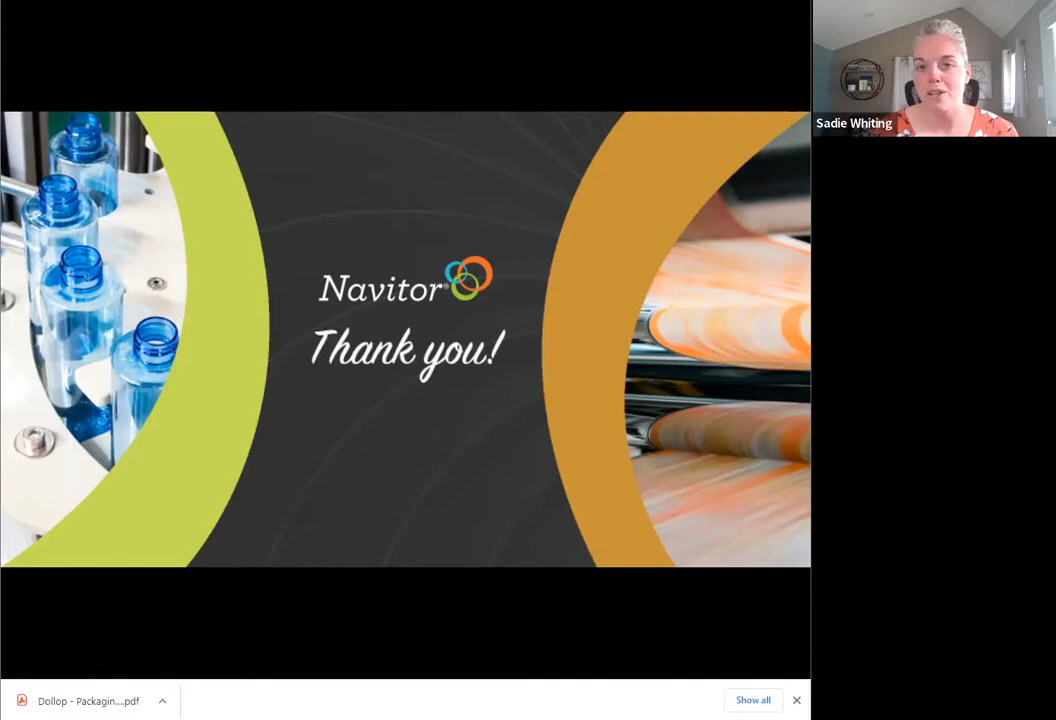 Sadie Whiting
Navitor®
Thank you!
Dollop - Packagin....pdf
Show all